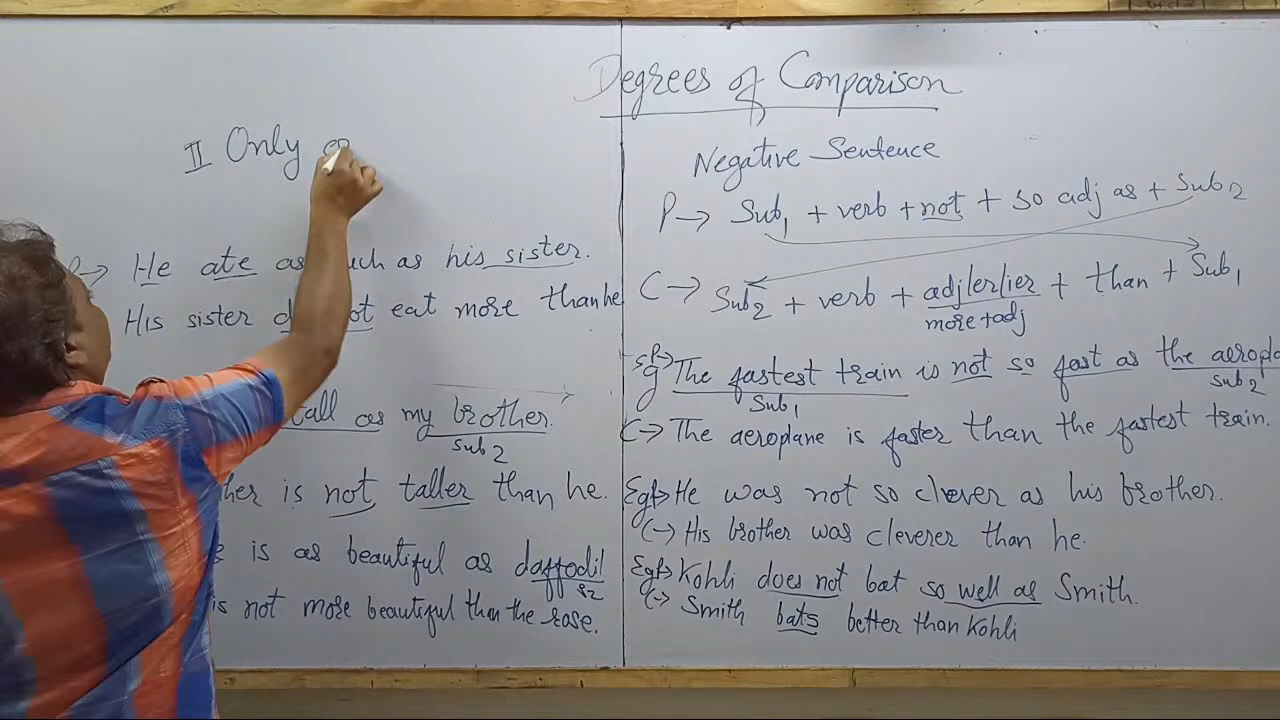 Degrees of Comparison
II Only
P→ He ate as much as his sister.
His sister did not eat more than he
tall as my brother.
sub2
her is not taller than he.
is as beautiful as daffodil
S2
is not more beautiful than the rose.
Negative Sentence
P→ Sub1 + verb + not + so adj as + Sub2
C→ Sub2 + verb + adj/er/ier + than + Sub1
more+adj
Eg P→ The fastest train is not so fast as the aeropla
Sub1 sub2
C→ The aeroplane is faster than the fastest train.
Eg P→ He was not so clever as his brother.
C→ His brother was cleverer than he.
Eg P→ Kohli does not bat so well as Smith.
C→ Smith bats better than Kohli